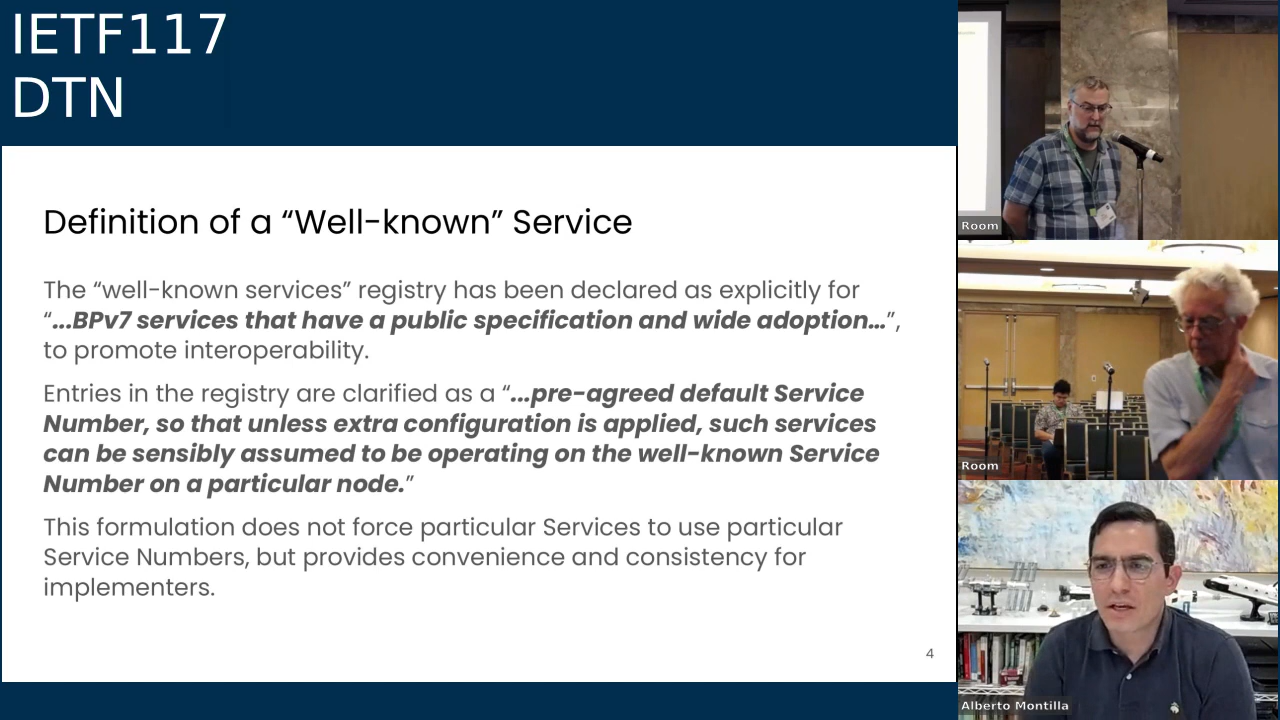 IETF117
DTN
Definition of a “Well-known” Service
The “well-known services” registry has been declared as explicitly for
“...BPv7 services that have a public specification and wide adoption...”,
to promote interoperability.
Entries in the registry are clarified as a “...pre-agreed default Service
Number, so that unless extra configuration is applied, such services
can be sensibly assumed to be operating on the well-known Service
Number on a particular node.”
This formulation does not force particular Services to use particular
Service Numbers, but provides convenience and consistency for
implementers.
4
Room
Room
Alberto Montilla